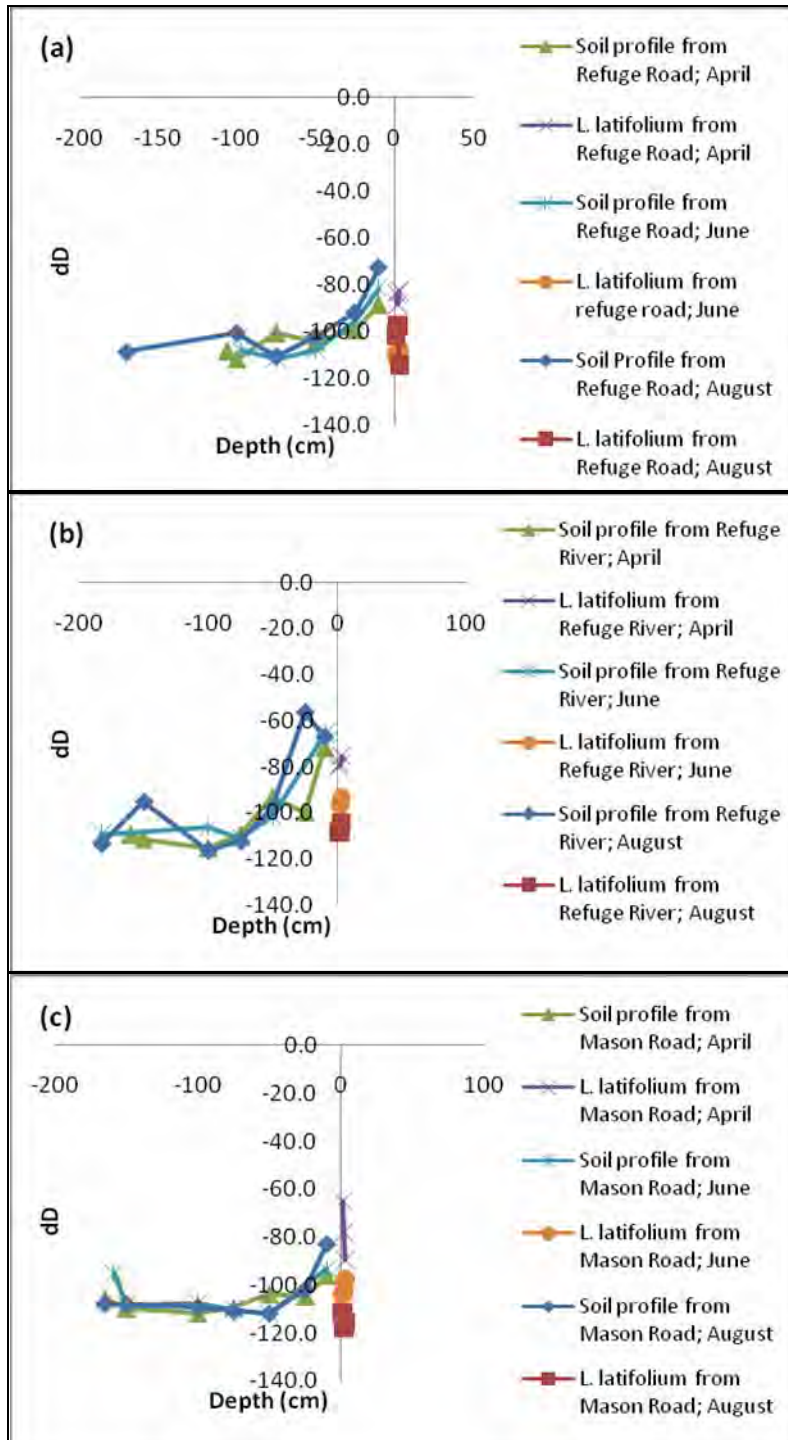 (a)
0.0
-200 -150 -100 -50 0 50
-20.0
-40.0
-60.0
-80.0
-100.0
-120.0
-140.0
dD
Depth (cm)
Soil profile from
Refuge Road; April
L. latifolium from
Refuge Road; April
Soil profile from
Refuge Road; June
L. latifolium from
refuge road; June
Soil Profile from
Refuge Road; August
L. latifolium from
Refuge Road; August
(b)
0.0
-200 -100 0 100
-20.0
-40.0
-60.0
-80.0
-100.0
-120.0
-140.0
dD
Depth (cm)
Soil profile from Refuge
River; April
L. latifolium from
Refuge River; April
Soil profile from Refuge
River; June
L. latifolium from
Refuge River; June
Soil profile from Refuge
River; August
L. latifolium from
Refuge River; August
(c)
0.0
-200 -100 0 100
-20.0
-40.0
-60.0
-80.0
-100.0
-120.0
-140.0
dD
Depth (cm)
Soil profile from
Mason Road; April
L. latifolium from
Mason Road; April
Soil profile from
Mason Road; June
L. latifolium from
Mason Road; June
Soil profile from
Mason Road; August
L. latifolium from
Mason Road; August